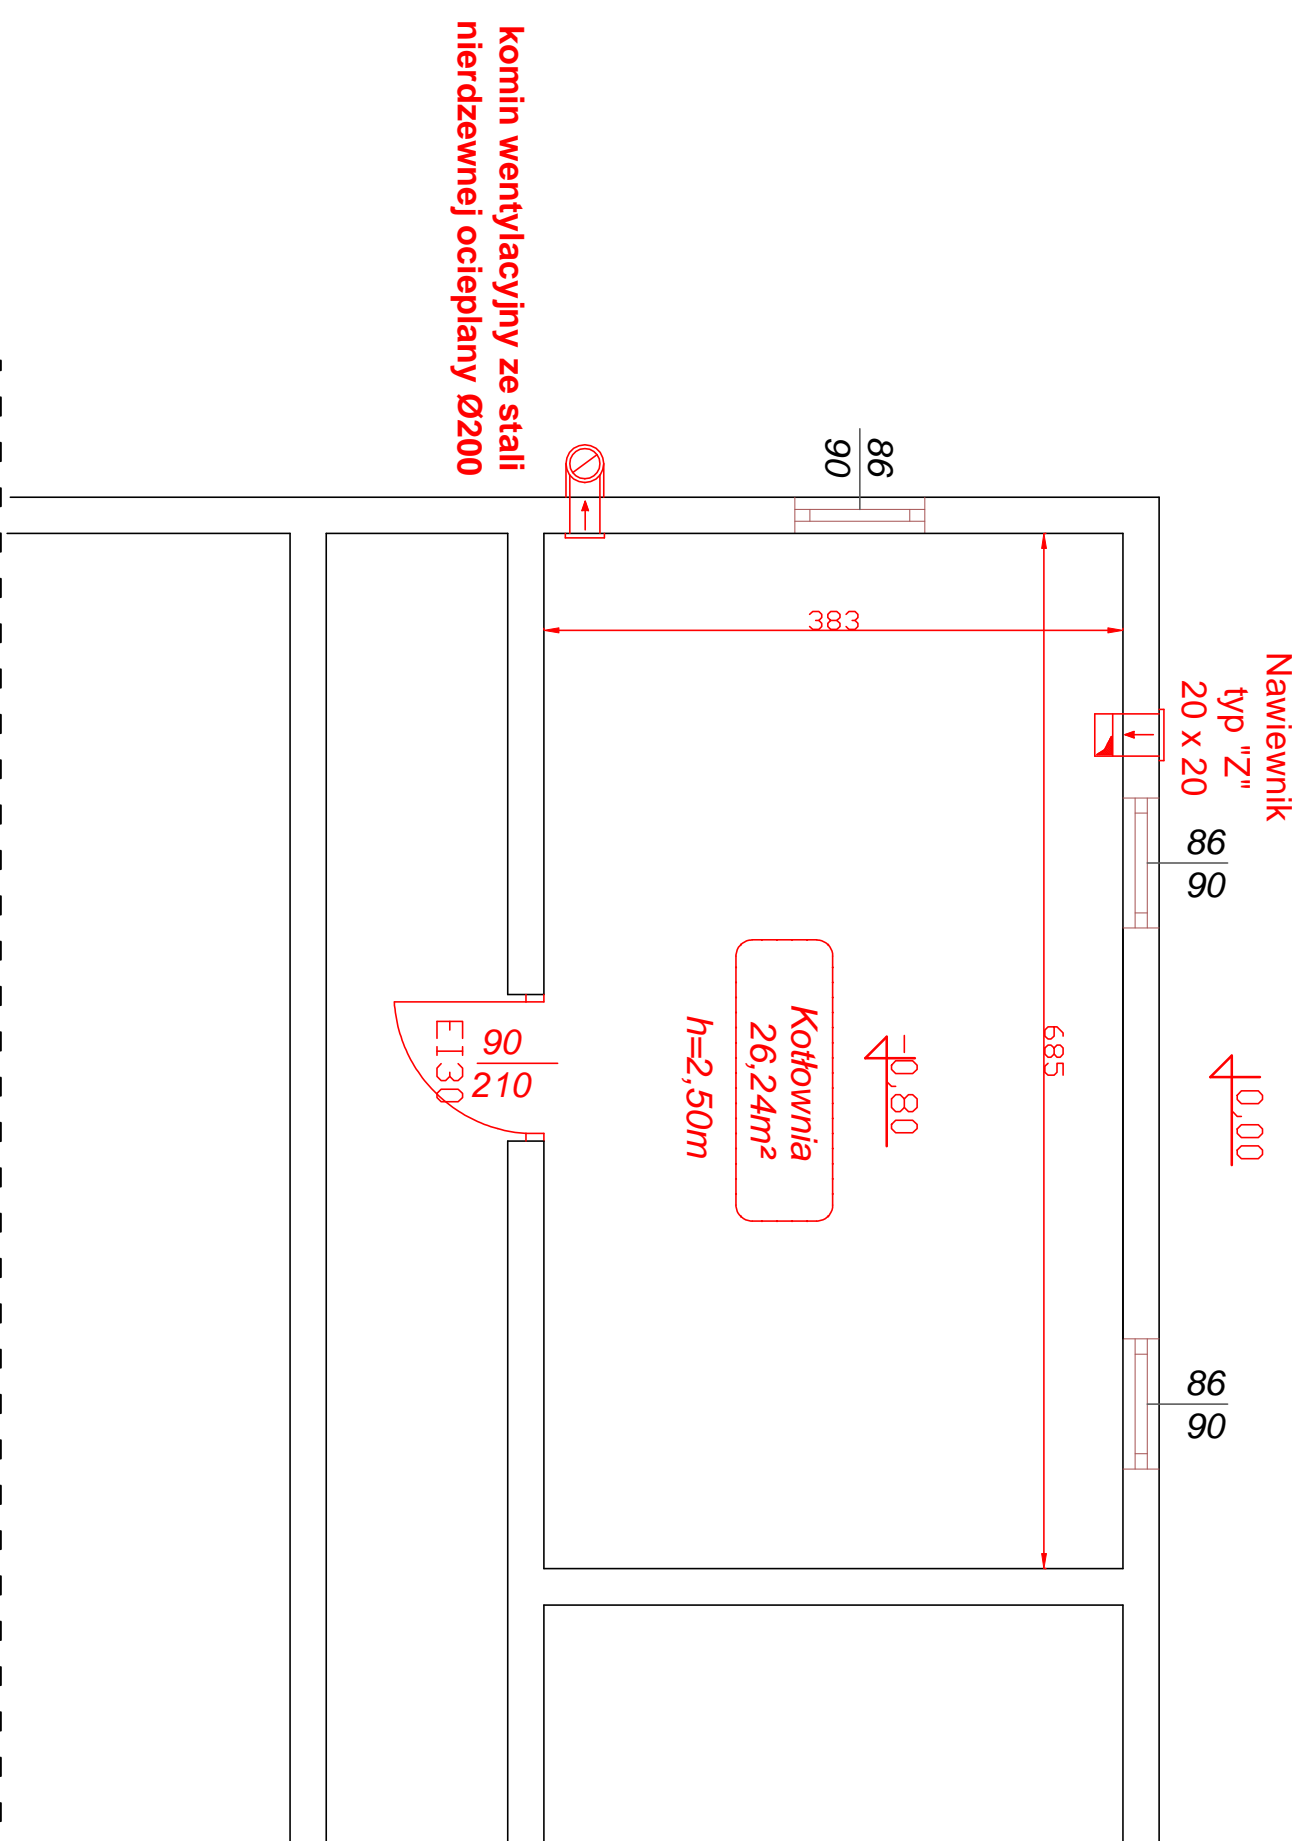 komin wentylacyjny ze stali
nierdzewnej ocieplany Ø200
86
90
383
Nawiewnik
typ "Z"
20 x 20
86
90
0,00
685
-0,80
Kotłownia
26,24m²
h=2,50m
90
210
EI30
86
90